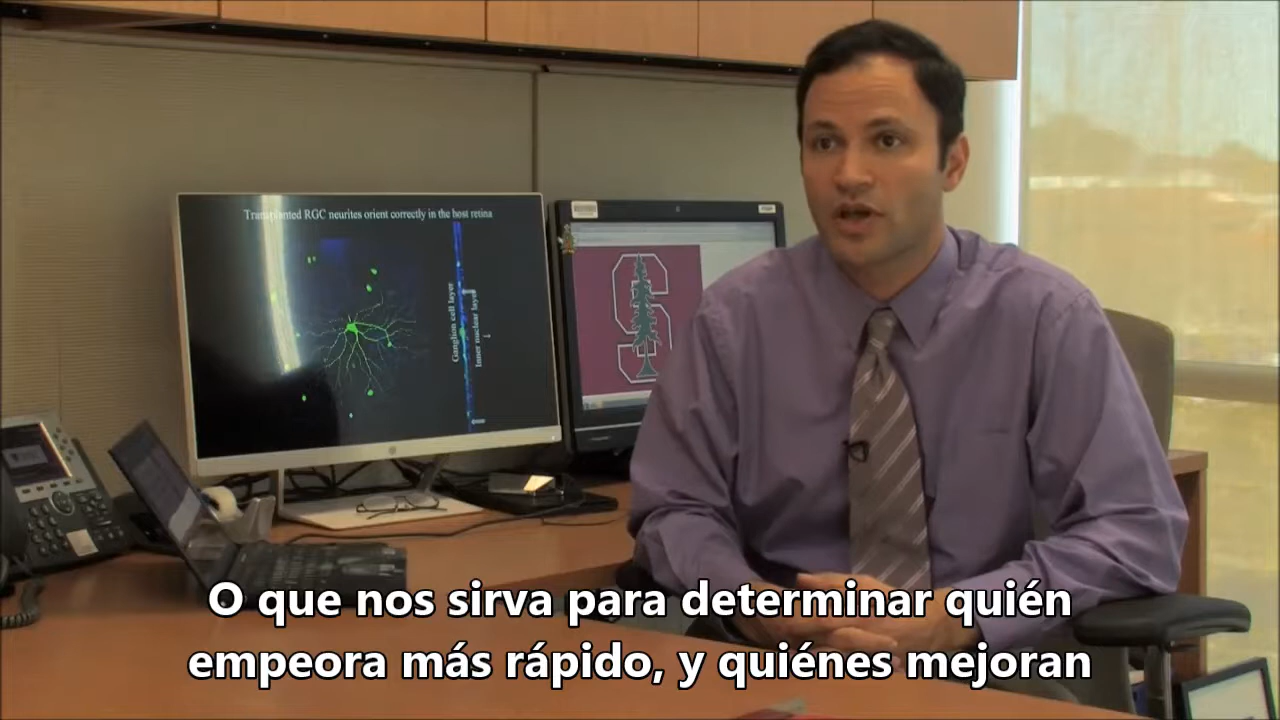 Transplanted RGC neurites orient correctly in the host retina
Ganglion cell layer
Inner nuclear layer
S
O que nos sirva para determinar quién
empeora más rápido, y quiénes mejoran